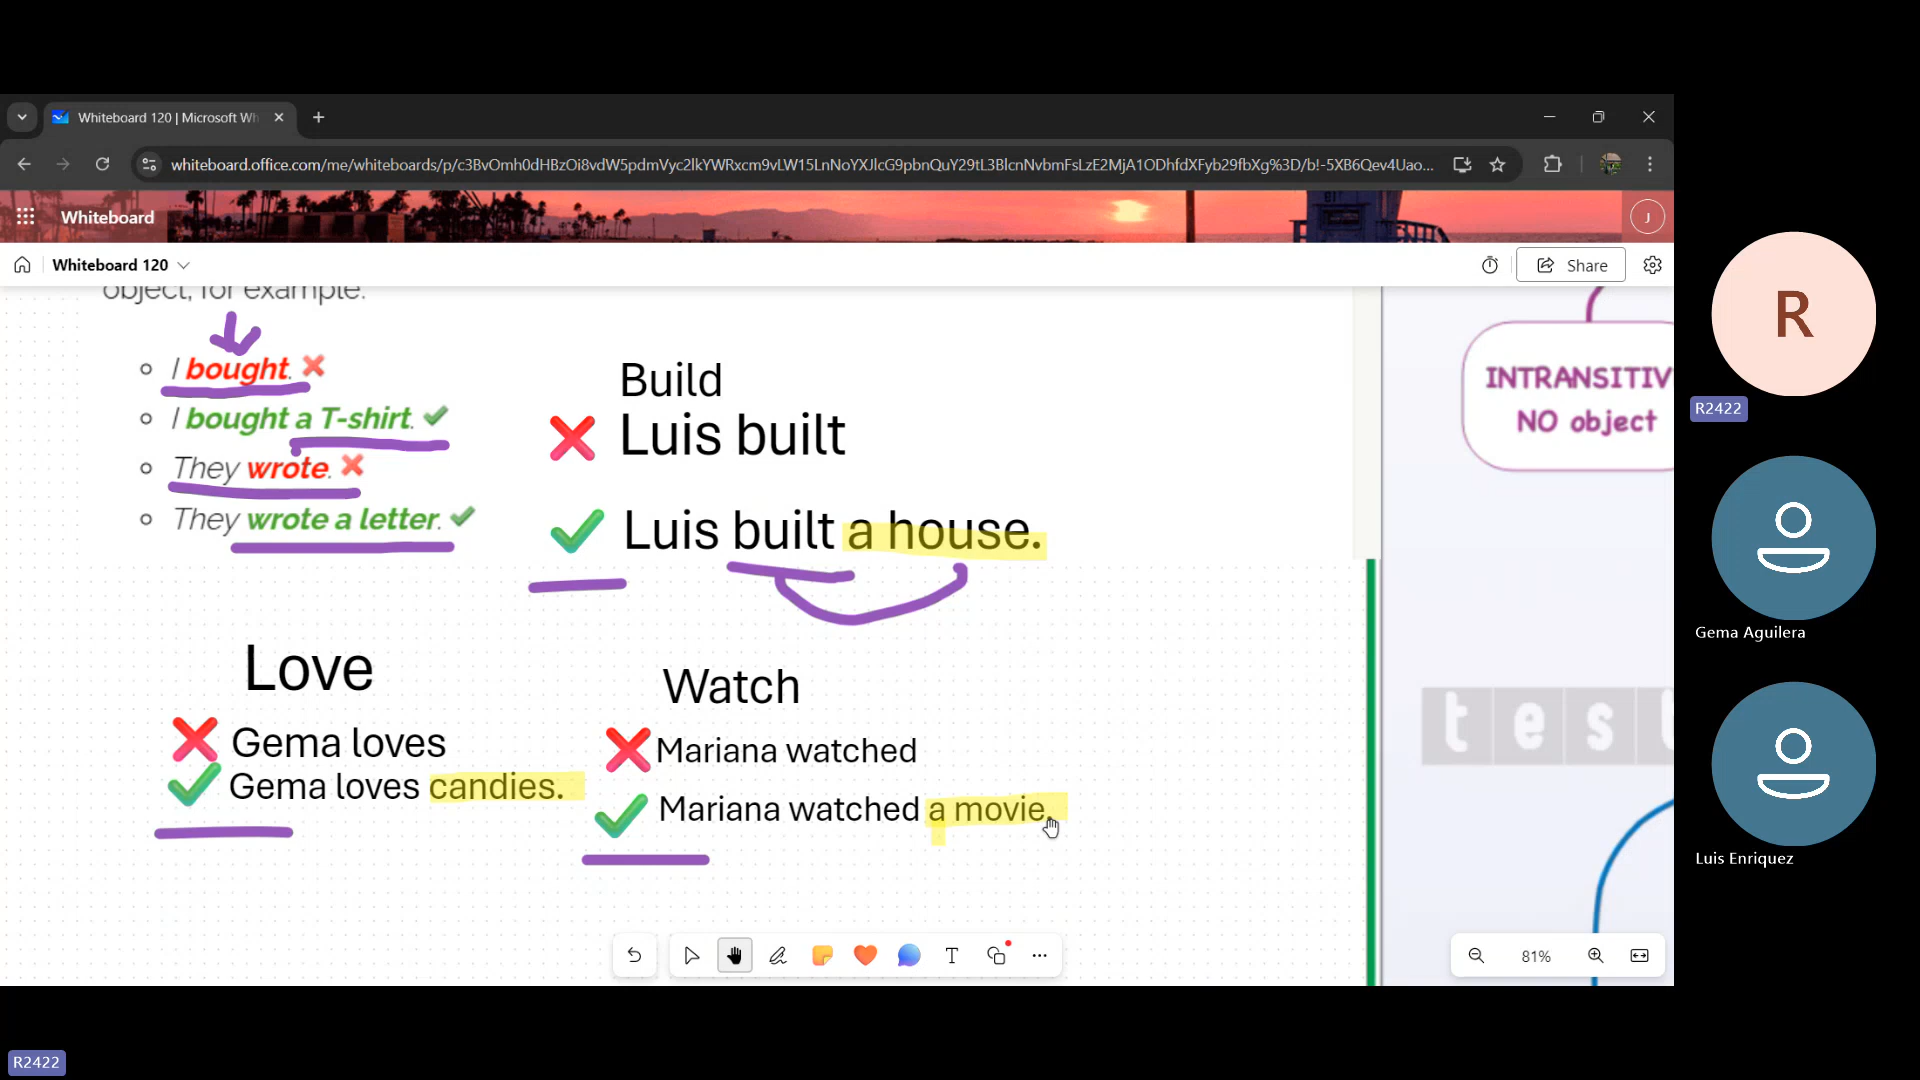 Whiteboard 120 | Microsoft Wh
whiteboard.office.com/me/whiteboards/p/c3BvOmh0dHBzOi8vdW5pdmVyc2lkYWRxcm9vLW15LnNoYXJlcG9pbnQuY29tL3BlcnNvbmFsLzE2MjA1ODhfdXFyb29fbXg%3D/b!-5XB6Qev4Uao...
Whiteboard
J
Whiteboard 120
Share
object, for example:
I bought.
I bought a T-shirt.
They wrote.
They wrote a letter.
Build
Luis built
Luis built a house.
Love
Gema loves
Gema loves candies.
Watch
Mariana watched
Mariana watched a movie.
INTRANSITIV
NO object
tes
81%
R
R2422
Gema Aguilera
Luis Enriquez
R2422